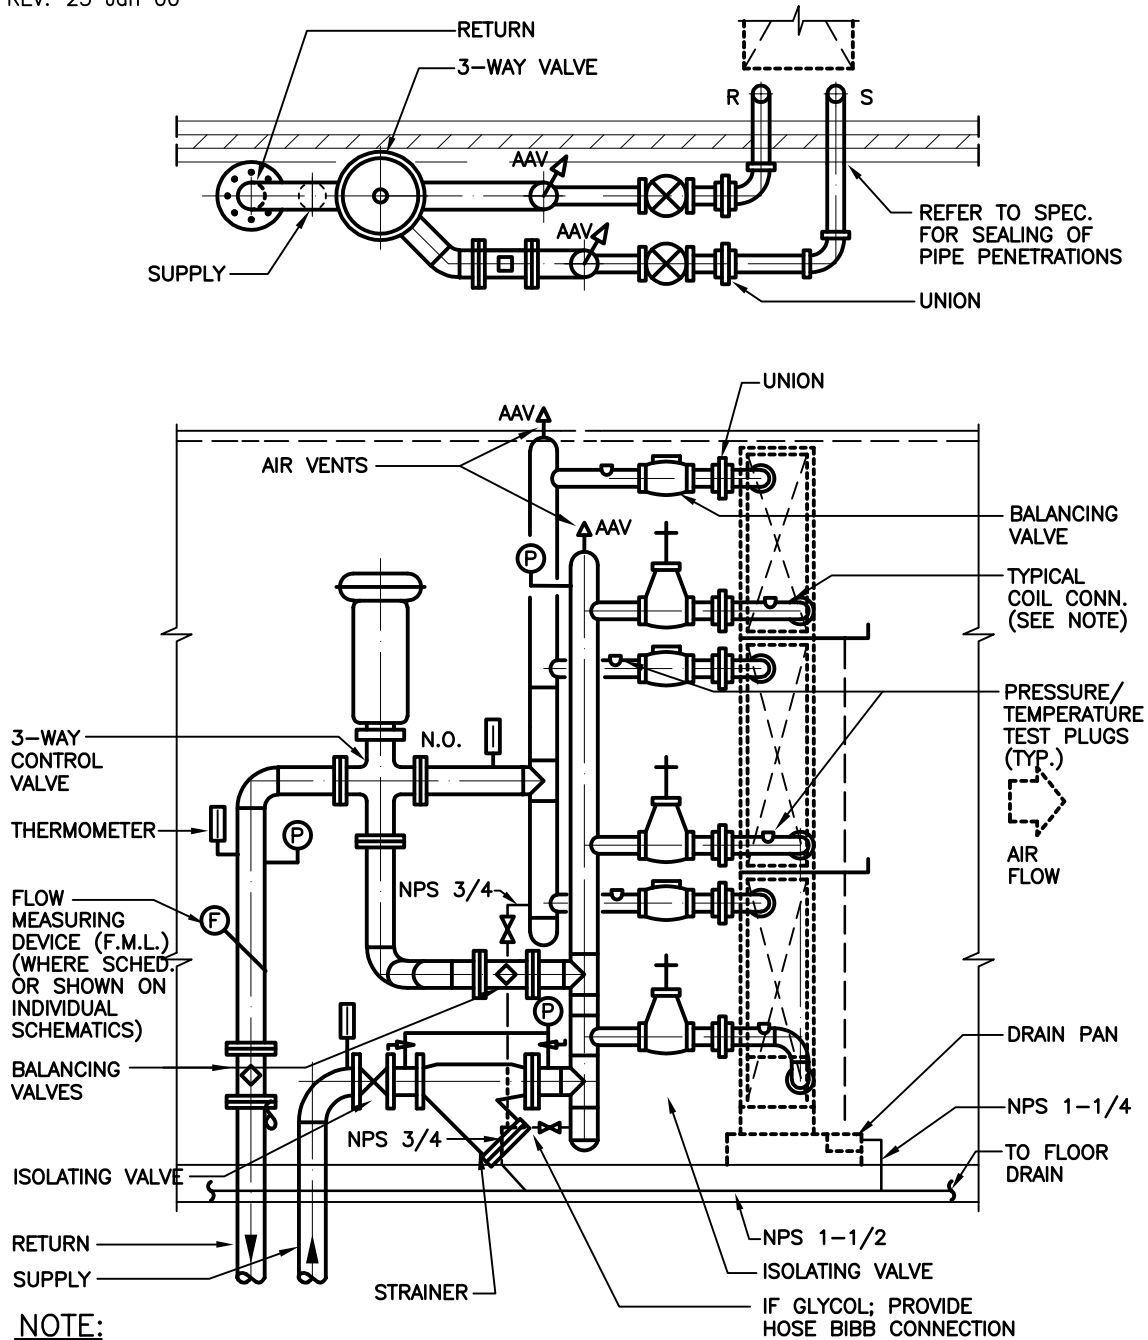 REV: 25 Jan 00
RETURN
3-WAY VALVE
R
S
AAV
AAV
SUPPLY
REFER TO SPEC.
FOR SEALING OF
PIPE PENETRATIONS
UNION
UNION
AAV
AIR VENTS
AAV
BALANCING
VALVE
P
TYPICAL
COIL CONN.
(SEE NOTE)
PRESSURE/
TEMPERATURE
TEST PLUGS
(TYP.)
3-WAY
CONTROL
VALVE
N.O.
THERMOMETER
P
AIR
FLOW
NPS 3/4
FLOW
MEASURING
DEVICE (F.M.L.)
(WHERE SCHED.
OR SHOWN ON
INDIVIDUAL
SCHEMATICS)
F
P
DRAIN PAN
BALANCING
VALVES
NPS 1-1/4
NPS 3/4
TO FLOOR
DRAIN
ISOLATING VALVE
RETURN
NPS 1-1/2
SUPPLY
ISOLATING VALVE
STRAINER
IF GLYCOL; PROVIDE
HOSE BIBB CONNECTION
NOTE: